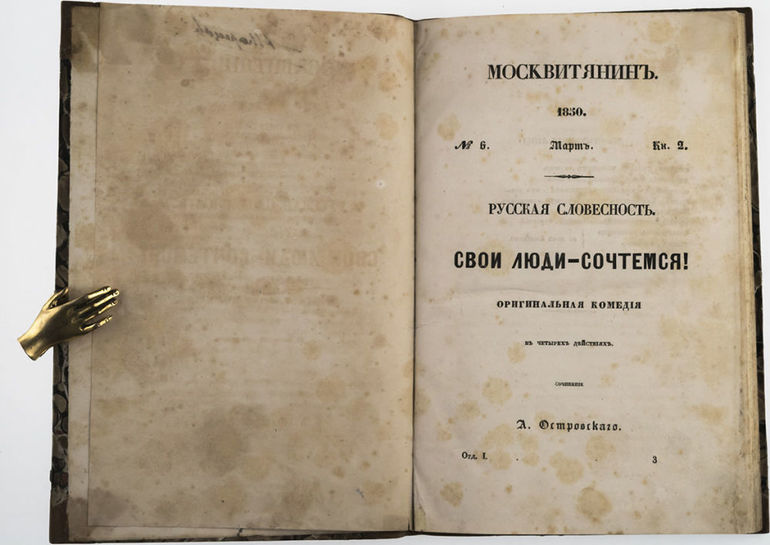 МОСКВИТЯНИНЪ.
1850.
№ 6. Мартъ. Кн. 2.
РУССКАЯ СЛОВЕСНОСТЬ.
СВОИ ЛЮДИ-СОЧТЕМСЯ!
ОРИГИНАЛЬНАЯ КОМЕДІЯ
ВЪ ЧЕТЫРЕХЪ ДѢЙСТВІЯХЪ.
СОЧИНЕНІЕ
А. Островскаго.
Отд. I. 3